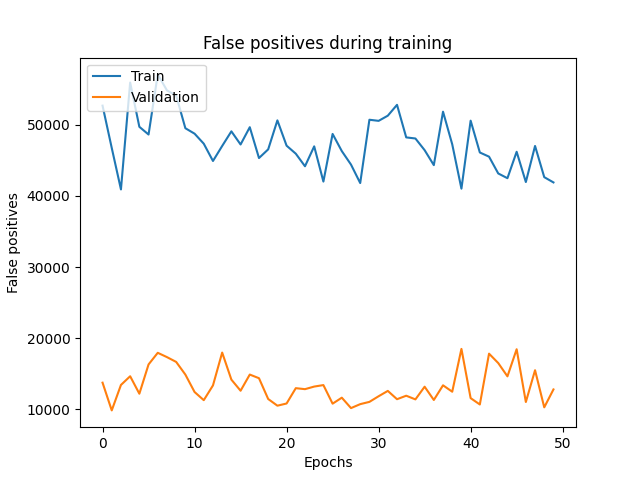 False positives during training
Train
Validation
False positives
50000
40000
30000
20000
10000
0
10
20
30
40
50
Epochs